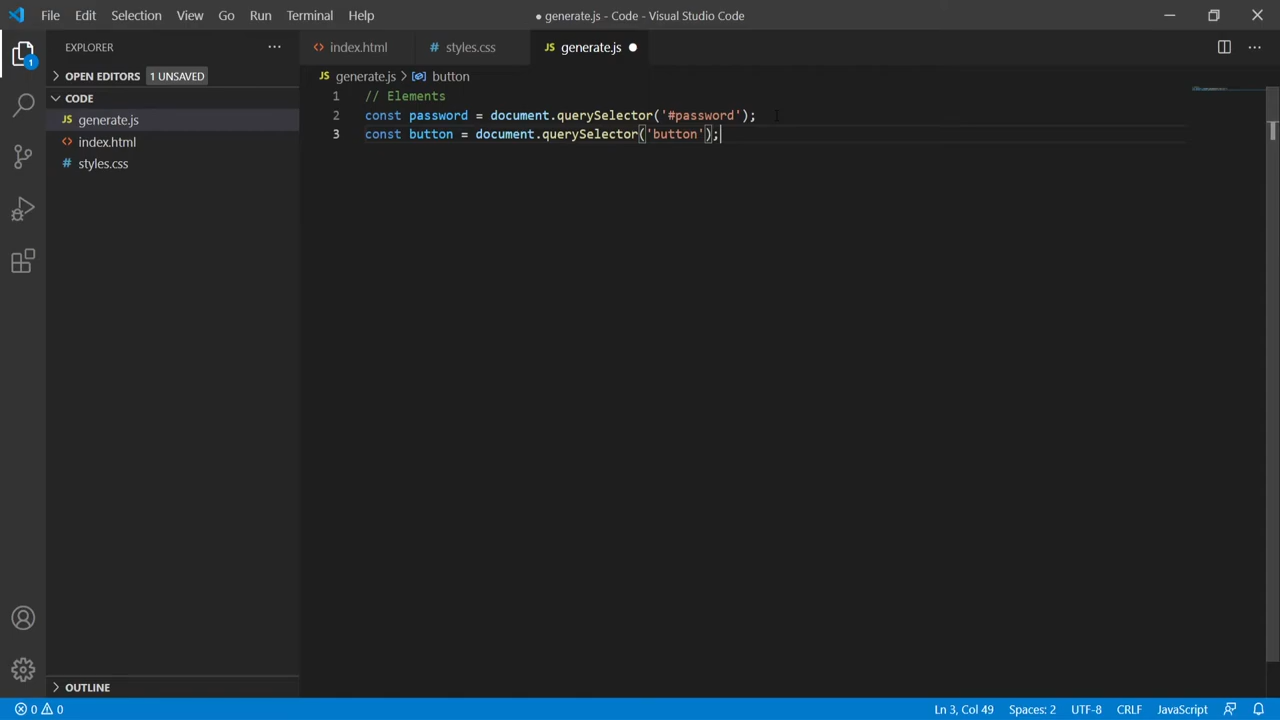 File Edit Selection View Go Run Terminal Help ● generate.js - Code - Visual Studio Code
EXPLORER ···
index.html
styles.css
JS generate.js ●
OPEN EDITORS 1 UNSAVED
CODE
JS generate.js
index.html
styles.css
OUTLINE
JS generate.js > button
1 // Elements
2 const password = document.querySelector('#password');
3 const button = document.querySelector('button');
1
0 0 Ln 3, Col 49 Spaces: 2 UTF-8 CRLF JavaScript